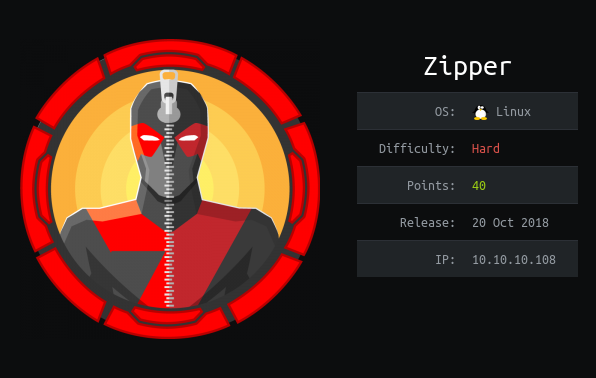 Zipper
OS: Linux
Difficulty: Hard
Points: 40
Release: 20 Oct 2018
IP: 10.10.10.108